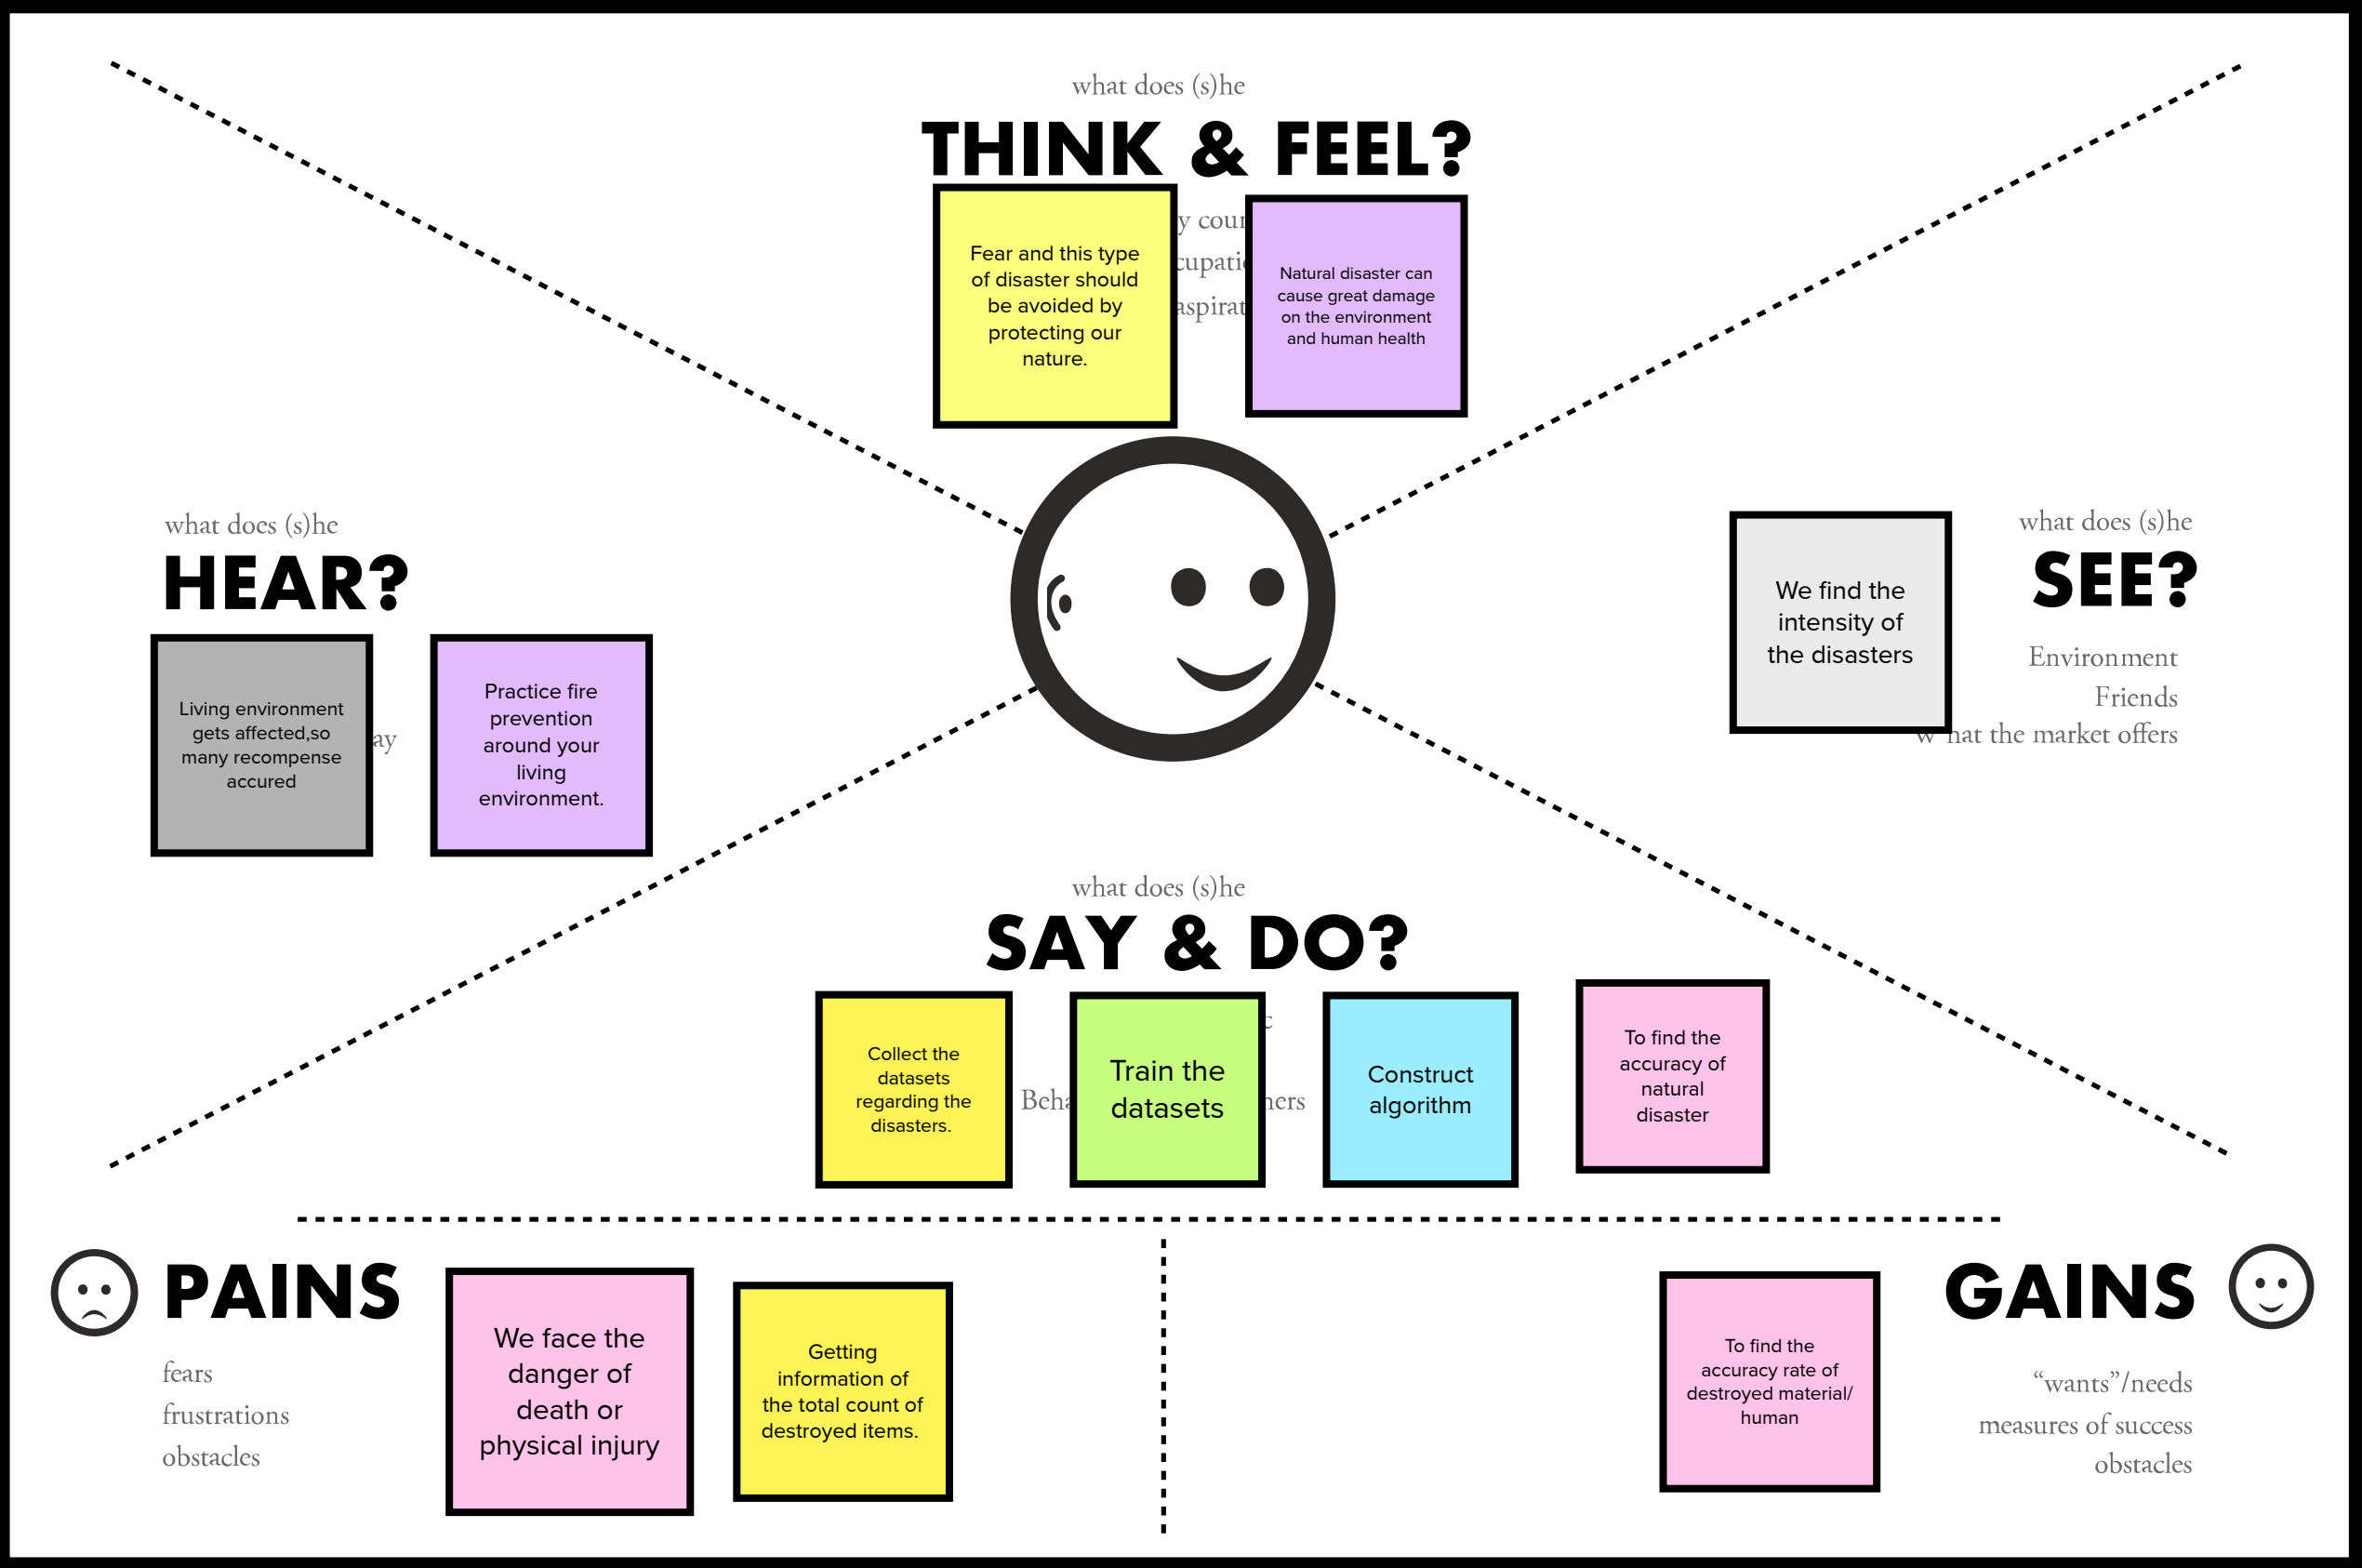 what does (s)he
THINK & FEEL?
Fear and this type
of disaster should
be avoided by
protecting our
nature.
Natural disaster can
cause great damage
on the environment
and human health
what does (s)he
HEAR?
Living environment
gets affected,so
many recompense
accured
Practice fire
prevention
around your
living
environment.
We find the
intensity of
the disasters
what does (s)he
SEE?
Environment
Friends
the market offers
what does (s)he
SAY & DO?
Collect the
datasets
regarding the
disasters.
Train the
datasets
Construct
algorithm
To find the
accuracy of
natural
disaster
PAINS
fears
frustrations
obstacles
We face the
danger of
death or
physical injury
Getting
information of
the total count of
destroyed items.
To find the
accuracy rate of
destroyed material/
human
GAINS
“wants”/needs
measures of success
obstacles